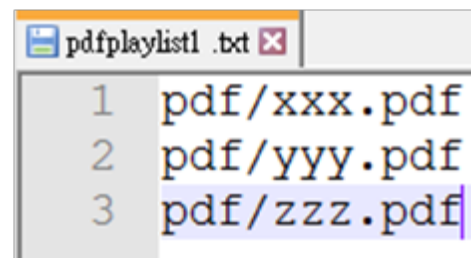 pdfplaylist1 .txt
1 pdf/xxx.pdf
2 pdf/yyy.pdf
3 pdf/zzz.pdf